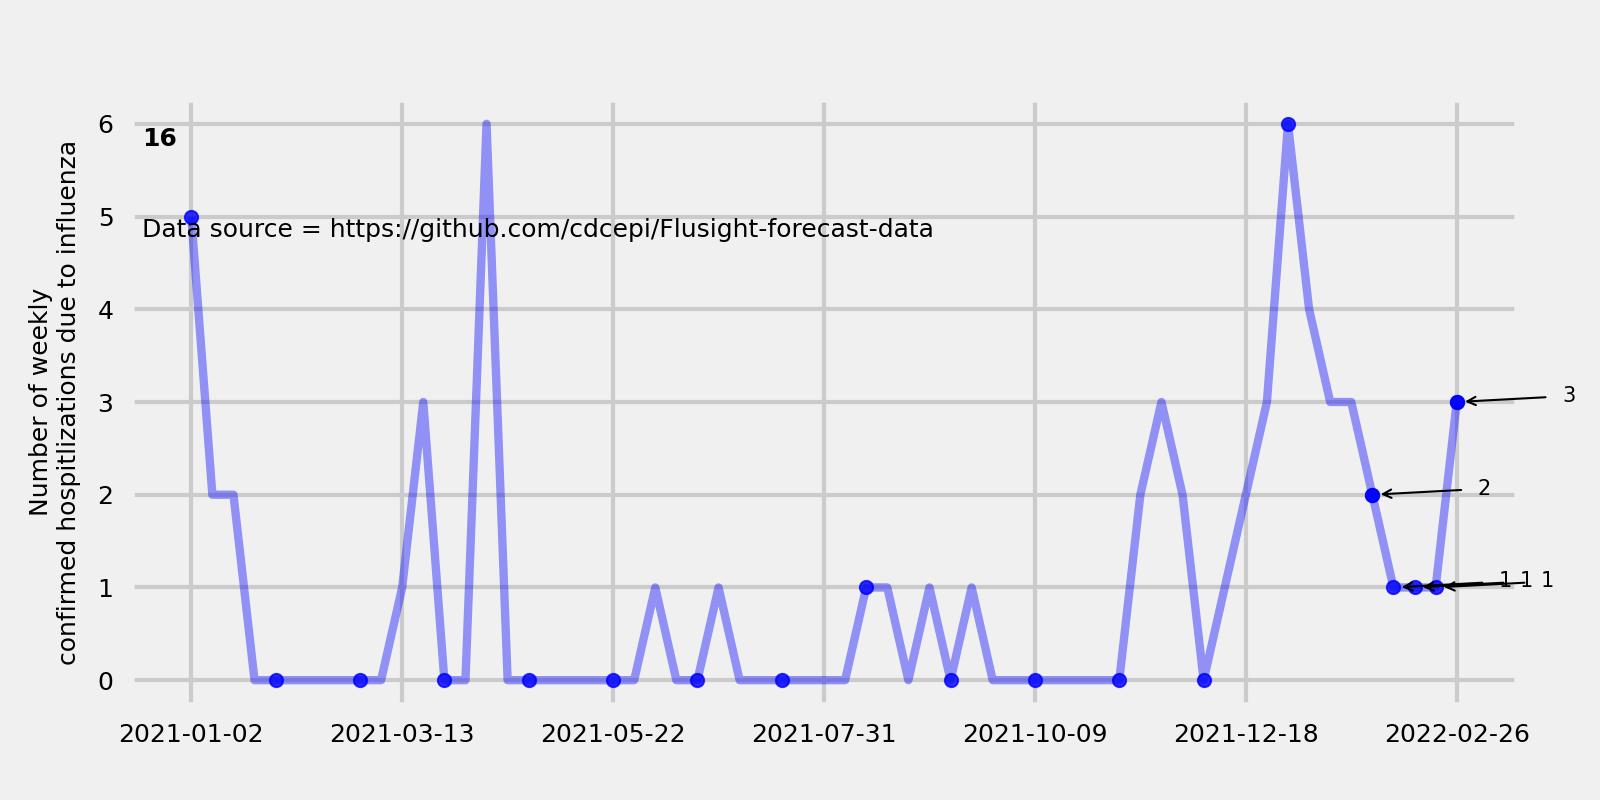 Number of weekly
confirmed hospitlizations due to influenza
6
5
4
3
2
1
0
16
Data source = https://github.com/cdcepi/Flusight-forecast-data
3
2
1 1 1
2021-01-02 2021-03-13 2021-05-22 2021-07-31 2021-10-09 2021-12-18 2022-02-26